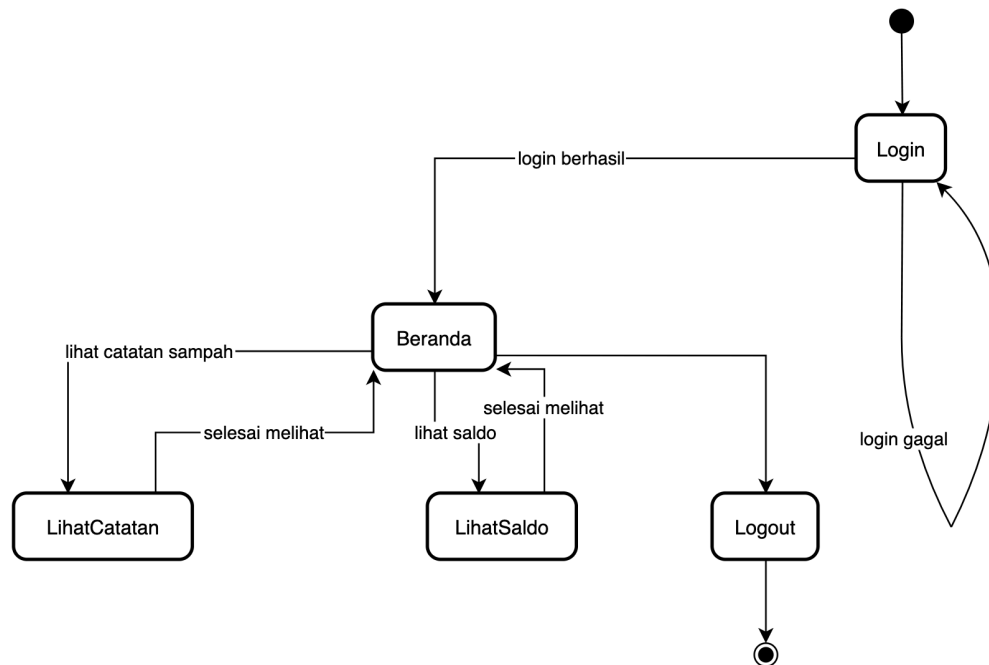 Login
login berhasil
Beranda
lihat catatan sampah
selesai melihat
selesai melihat
lihat saldo
login gagal
LihatCatatan
LihatSaldo
Logout